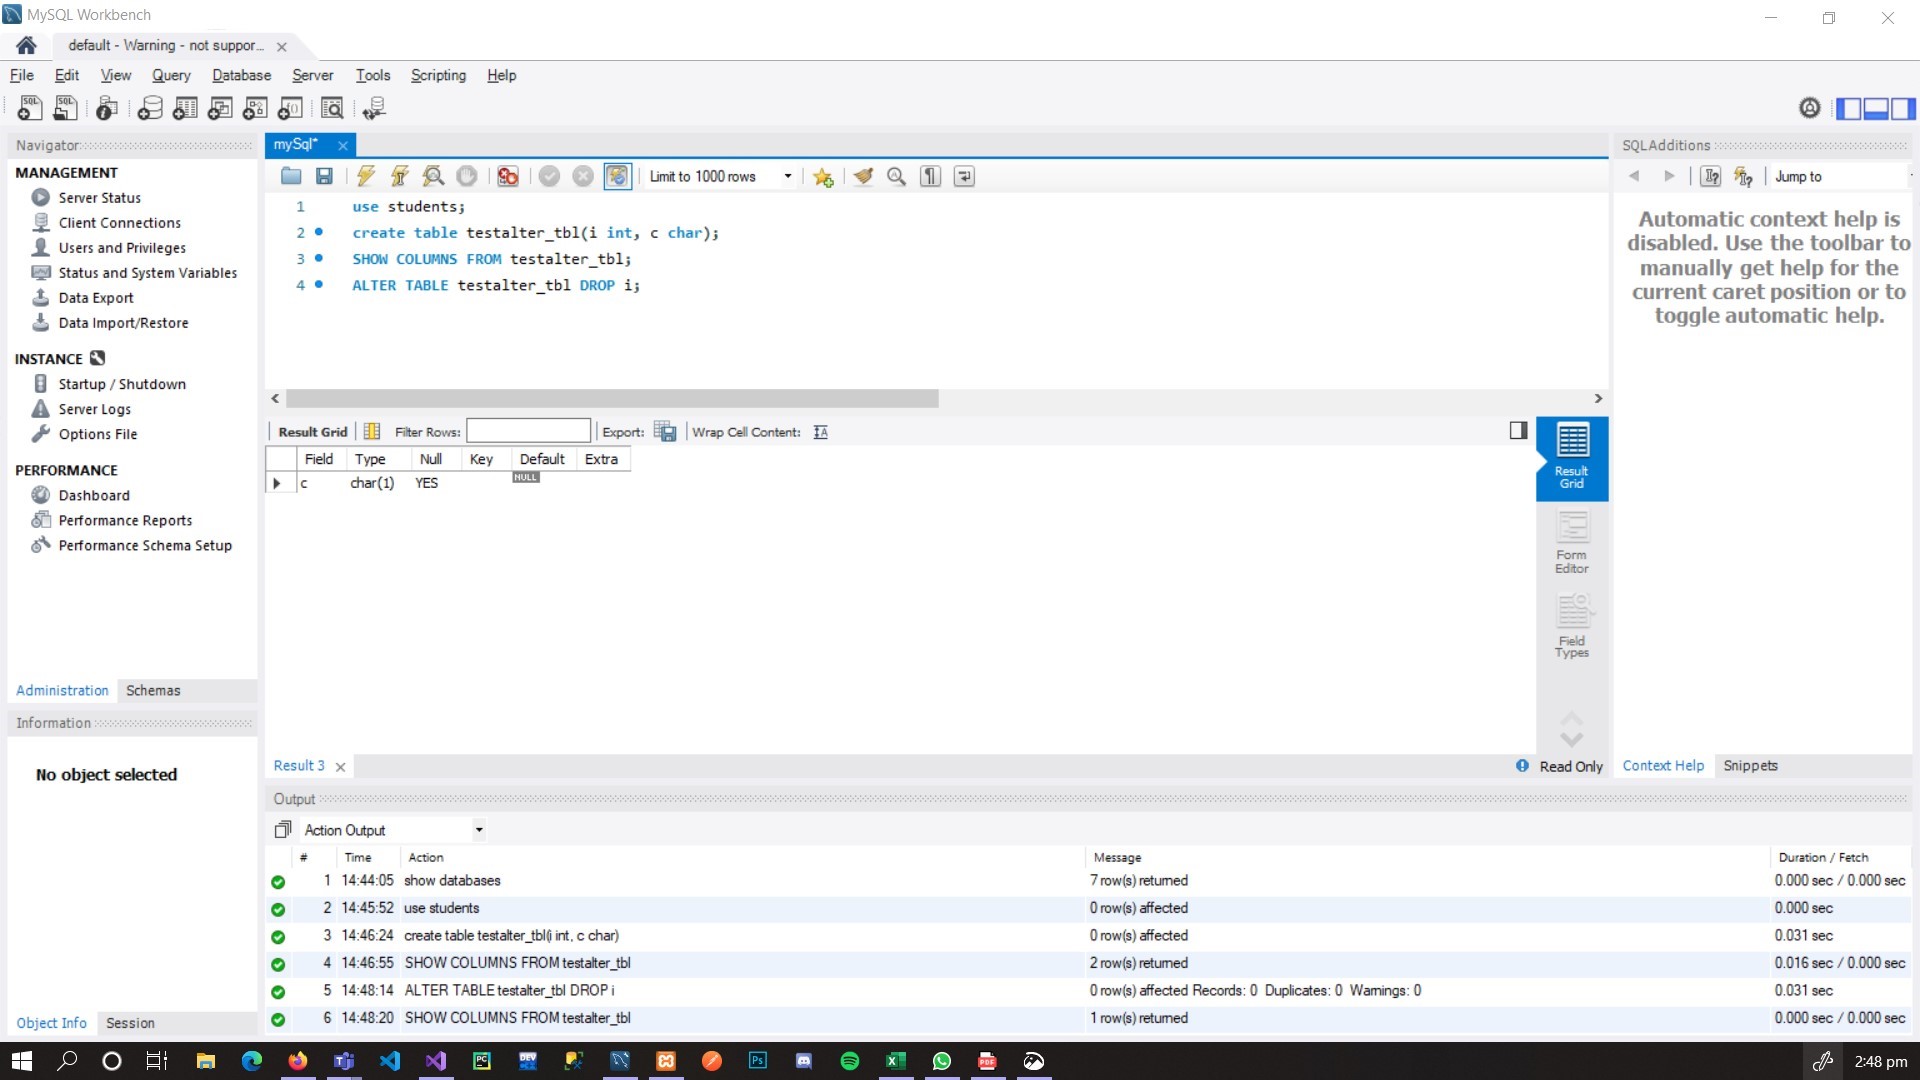 MySQL Workbench
default - Warning - not suppor...
File Edit View Query Database Server Tools Scripting Help
Navigator
MANAGEMENT
Server Status
Client Connections
Users and Privileges
Status and System Variables
Data Export
Data Import/Restore
INSTANCE
Startup / Shutdown
Server Logs
Options File
PERFORMANCE
Dashboard
Performance Reports
Performance Schema Setup
Administration Schemas
Information
No object selected
Object Info Session
mySql*
Limit to 1000 rows
1 use students;
2 create table testalter_tbl(i int, c char);
3 SHOW COLUMNS FROM testalter_tbl;
4 ALTER TABLE testalter_tbl DROP i;
Result Grid Filter Rows: Export: Wrap Cell Content:
Field Type Null Key Default Extra
c char(1) YES NULL
Result Grid
Form Editor
Field Types
Result 3
Read Only
SQLAdditions
Jump to
Automatic context help is
disabled. Use the toolbar to
manually get help for the
current caret position or to
toggle automatic help.
Context Help Snippets
Output
Action Output
# Time Action Message Duration / Fetch
1 14:44:05 show databases 7 row(s) returned 0.000 sec / 0.000 sec
2 14:45:52 use students 0 row(s) affected 0.000 sec
3 14:46:24 create table testalter_tbl(i int, c char) 0 row(s) affected 0.031 sec
4 14:46:55 SHOW COLUMNS FROM testalter_tbl 2 row(s) returned 0.016 sec / 0.000 sec
5 14:48:14 ALTER TABLE testalter_tbl DROP i 0 row(s) affected Records: 0 Duplicates: 0 Warnings: 0 0.031 sec
6 14:48:20 SHOW COLUMNS FROM testalter_tbl 1 row(s) returned 0.000 sec / 0.000 sec
2:48 pm